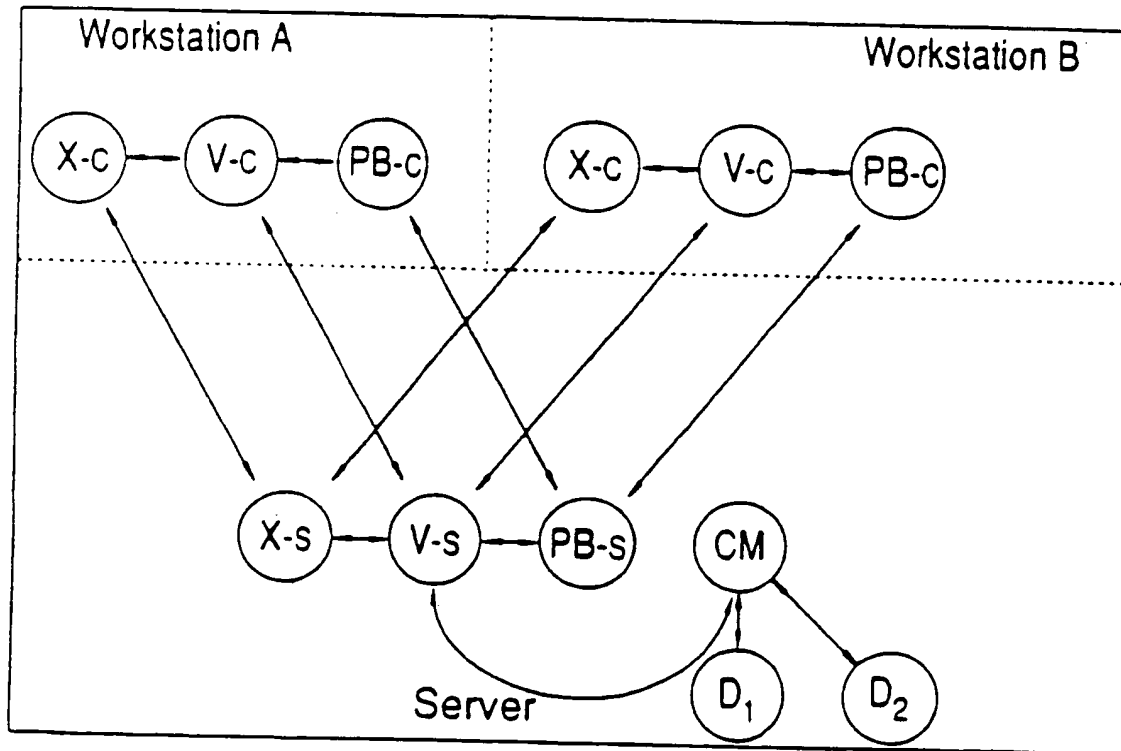 Workstation A
Workstation B
X-c
V-c
PB-c
X-c
V-c
PB-c
X-s
V-s
PB-s
CM
Server
D₁
D₂